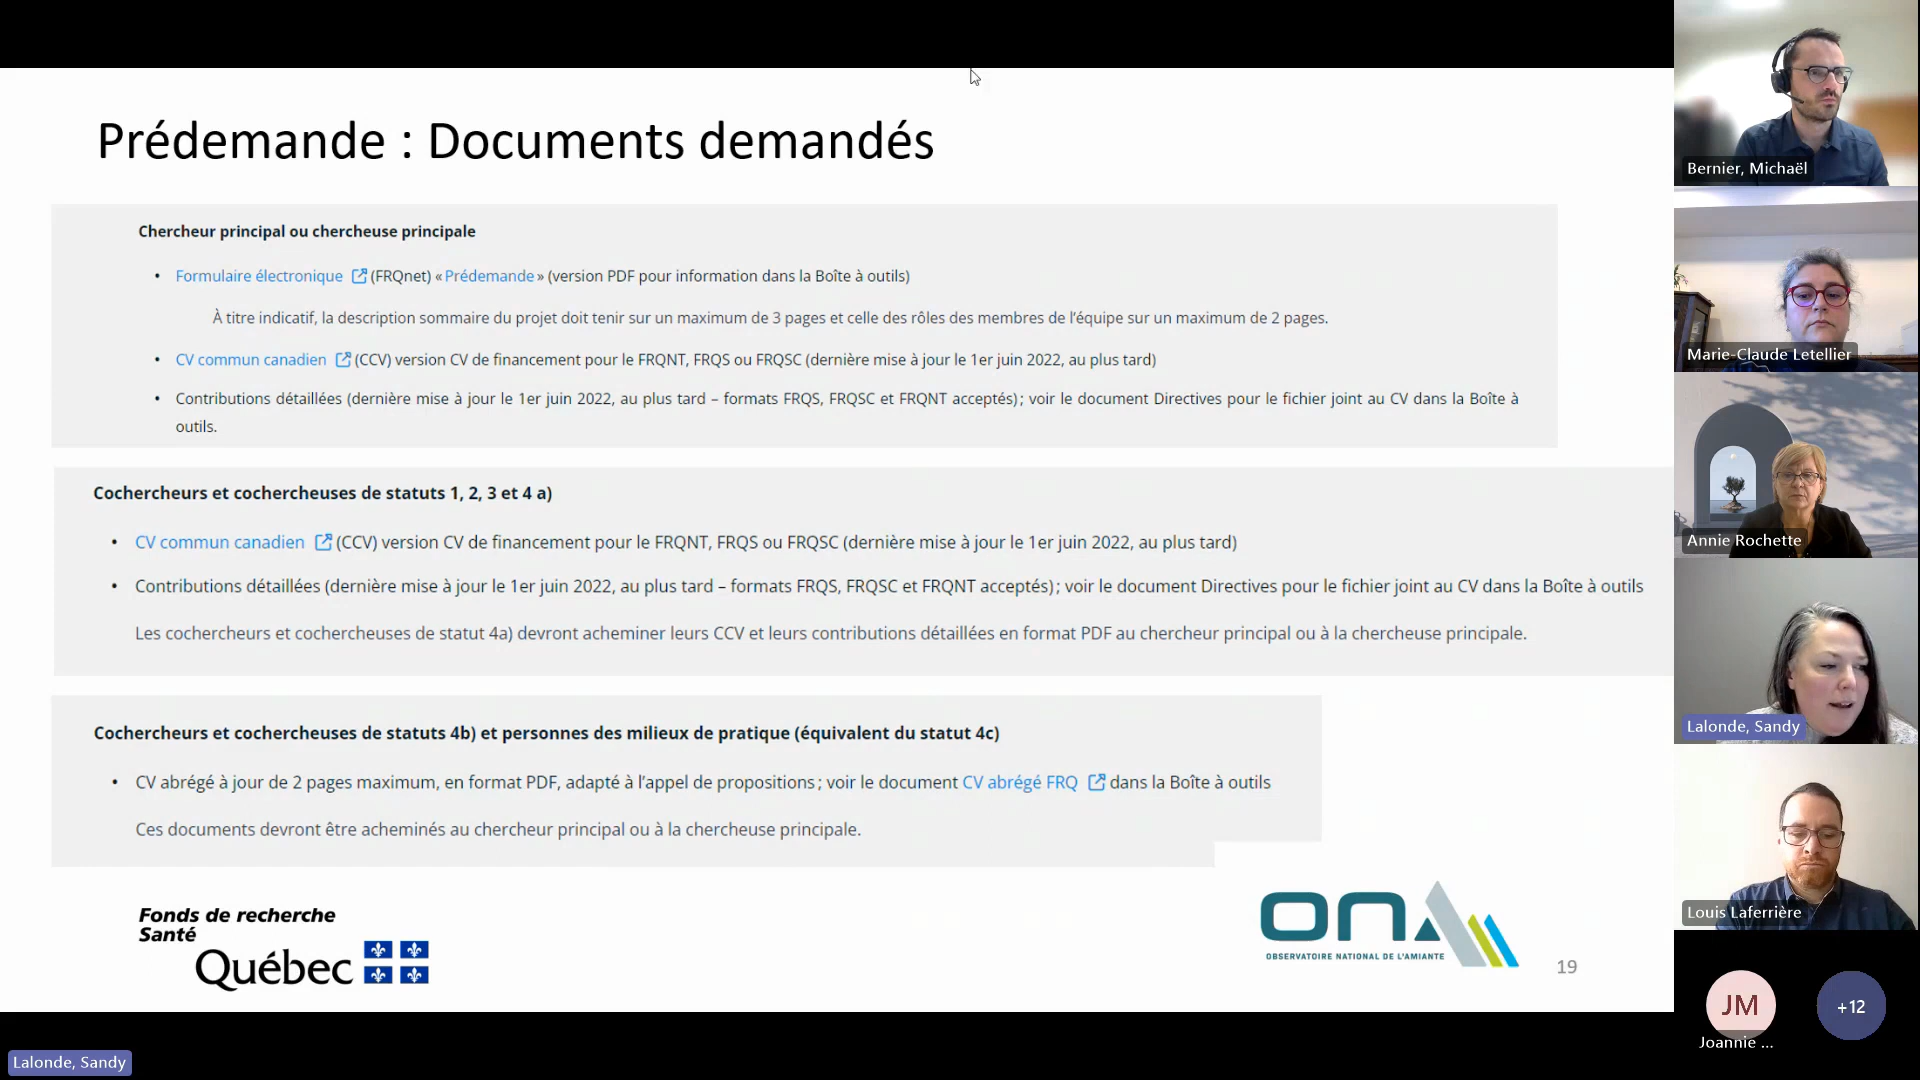 Prédemande : Documents demandés
Chercheur principal ou chercheuse principale
• Formulaire électronique (FRQnet) « Prédemande » (version PDF pour information dans la Boîte à outils)
À titre indicatif, la description sommaire du projet doit tenir sur un maximum de 3 pages et celle des rôles des membres de l’équipe sur un maximum de 2 pages.
• CV commun canadien (CCV) version CV de financement pour le FRQNT, FRQS ou FRQSC (dernière mise à jour le 1er juin 2022, au plus tard)
• Contributions détaillées (dernière mise à jour le 1er juin 2022, au plus tard – formats FRQS, FRQSC et FRQNT acceptés) ; voir le document Directives pour le fichier joint au CV dans la Boîte à
outils.
Cochercheurs et cochercheuses de statuts 1, 2, 3 et 4 a)
• CV commun canadien (CCV) version CV de financement pour le FRQNT, FRQS ou FRQSC (dernière mise à jour le 1er juin 2022, au plus tard)
• Contributions détaillées (dernière mise à jour le 1er juin 2022, au plus tard – formats FRQS, FRQSC et FRQNT acceptés) ; voir le document Directives pour le fichier joint au CV dans la Boîte à outils
Les cochercheurs et cochercheuses de statut 4a) devront acheminer leurs CCV et leurs contributions détaillées en format PDF au chercheur principal ou à la chercheuse principale.
Cochercheurs et cochercheuses de statuts 4b) et personnes des milieux de pratique (équivalent du statut 4c)
• CV abrégé à jour de 2 pages maximum, en format PDF, adapté à l’appel de propositions ; voir le document CV abrégé FRQ dans la Boîte à outils
Ces documents devront être acheminés au chercheur principal ou à la chercheuse principale.
Fonds de recherche
Santé
Québec
ona
OBSERVATOIRE NATIONAL DE L'AMIANTE
19
Bernier, Michaël
Marie-Claude Letellier
Annie Rochette
Lalonde, Sandy
Louis Laferrière
JM
+12
Joannie ...
Lalonde, Sandy